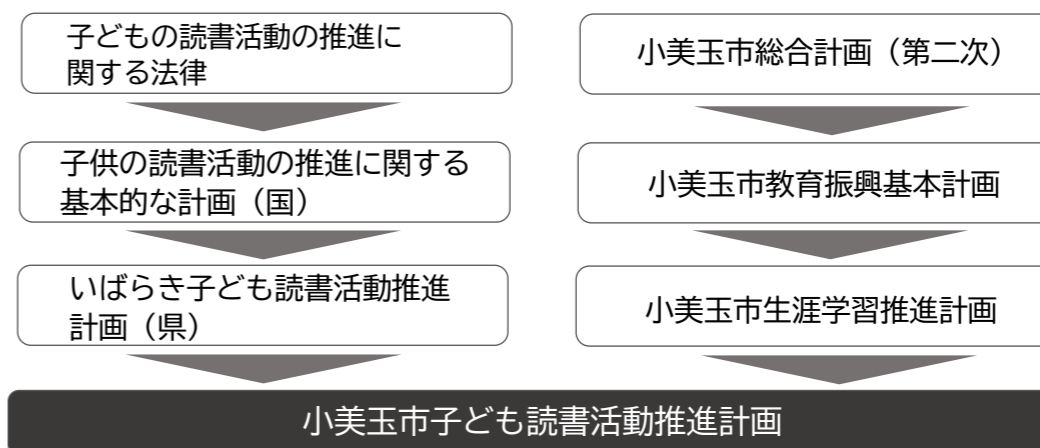 子どもの読書活動の推進に
関する法律
子供の読書活動の推進に関する
基本的な計画（国）
いばらき子ども読書活動推進
計画（県）
小美玉市総合計画（第二次）
小美玉市教育振興基本計画
小美玉市生涯学習推進計画
小美玉市子ども読書活動推進計画